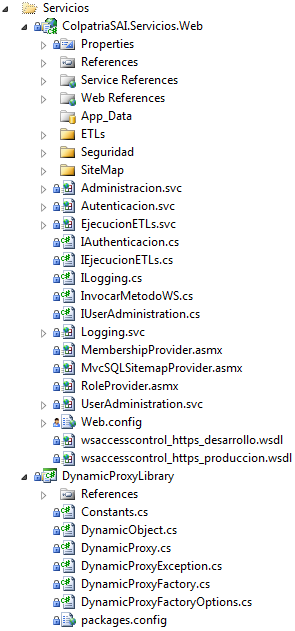 Servicios
ColpatriaSAI.Servicios.Web
Properties
References
Service References
Web References
App_Data
ETLs
Seguridad
SiteMap
Administracion.svc
Autenticacion.svc
EjecucionETLs.svc
IAuthenticacion.cs
IEjecucionETLs.cs
ILogging.cs
InvocarMetodoWS.cs
IUserAdministration.cs
Logging.svc
MembershipProvider.asmx
MvcSQLSitemapProvider.asmx
RoleProvider.asmx
UserAdministration.svc
Web.config
wsaccesscontrol_https_desarrollo.wsdl
wsaccesscontrol_https_produccion.wsdl
DynamicProxyLibrary
References
Constants.cs
DynamicObject.cs
DynamicProxy.cs
DynamicProxyException.cs
DynamicProxyFactory.cs
DynamicProxyFactoryOptions.cs
packages.config